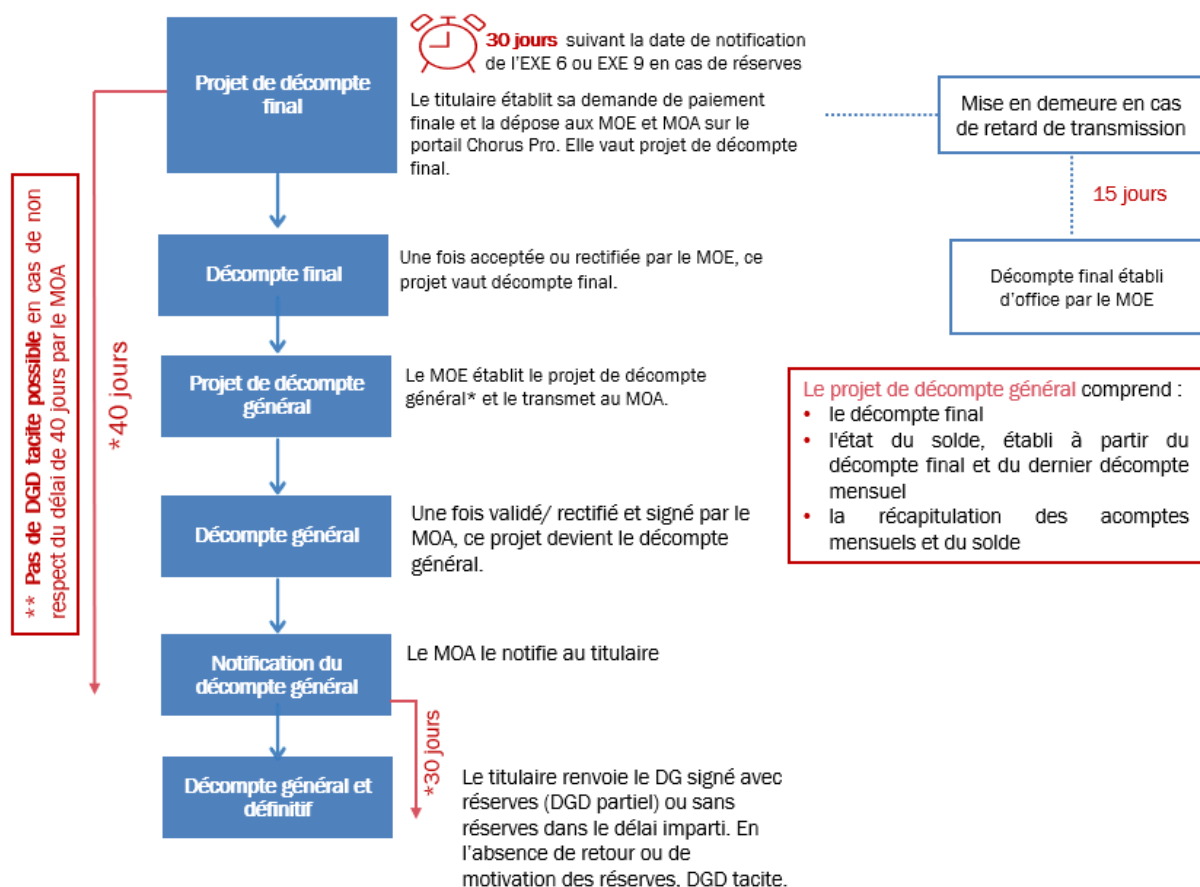 Projet de décompte
final
30 jours suivant la date de notification
de l'EXE 6 ou EXE 9 en cas de réserves
Le titulaire établit sa demande de paiement
finale et la dépose aux MOE et MOA sur le
portail Chorus Pro. Elle vaut projet de décompte
final.
Mise en demeure en cas
de retard de transmission
15 jours
Décompte final établi
d'office par le MOE
** Pas de DGD tacite possible en cas de non
respect du délai de 40 jours par le MOA
*40 jours
Décompte final
Une fois acceptée ou rectifiée par le MOE, ce
projet vaut décompte final.
Projet de décompte
général
Le MOE établit le projet de décompte
général* et le transmet au MOA.
Le projet de décompte général comprend :
• le décompte final
• l'état du solde, établi à partir du
décompte final et du dernier décompte
mensuel
• la récapitulation des acomptes
mensuels et du solde
Décompte général
Une fois validé/ rectifié et signé par le
MOA, ce projet devient le décompte
général.
Notification du
décompte général
Le MOA le notifie au titulaire
*30 jours
Décompte général et
définitif
Le titulaire renvoie le DG signé avec
réserves (DGD partiel) ou sans
réserves dans le délai imparti. En
l'absence de retour ou de
motivation des réserves, DGD tacite.